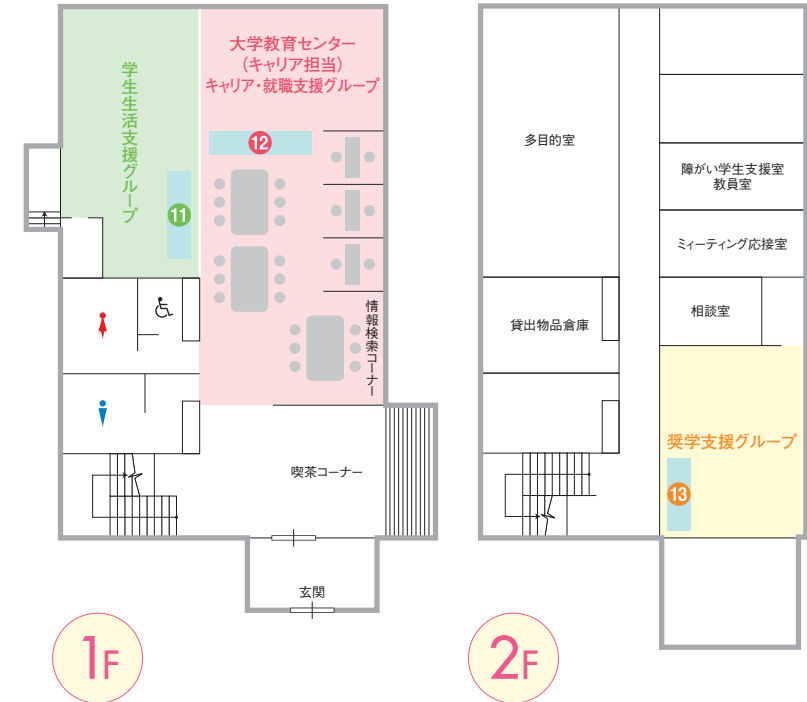 大学教育センター
(キャリア担当)
キャリア・就職支援グループ
学生生活支援グループ
12
11
情報検索コーナー
喫茶コーナー
玄関
1F
多目的室
障がい学生支援室
教員室
ミィーティング応接室
相談室
貸出物品倉庫
奨学支援グループ
13
2F